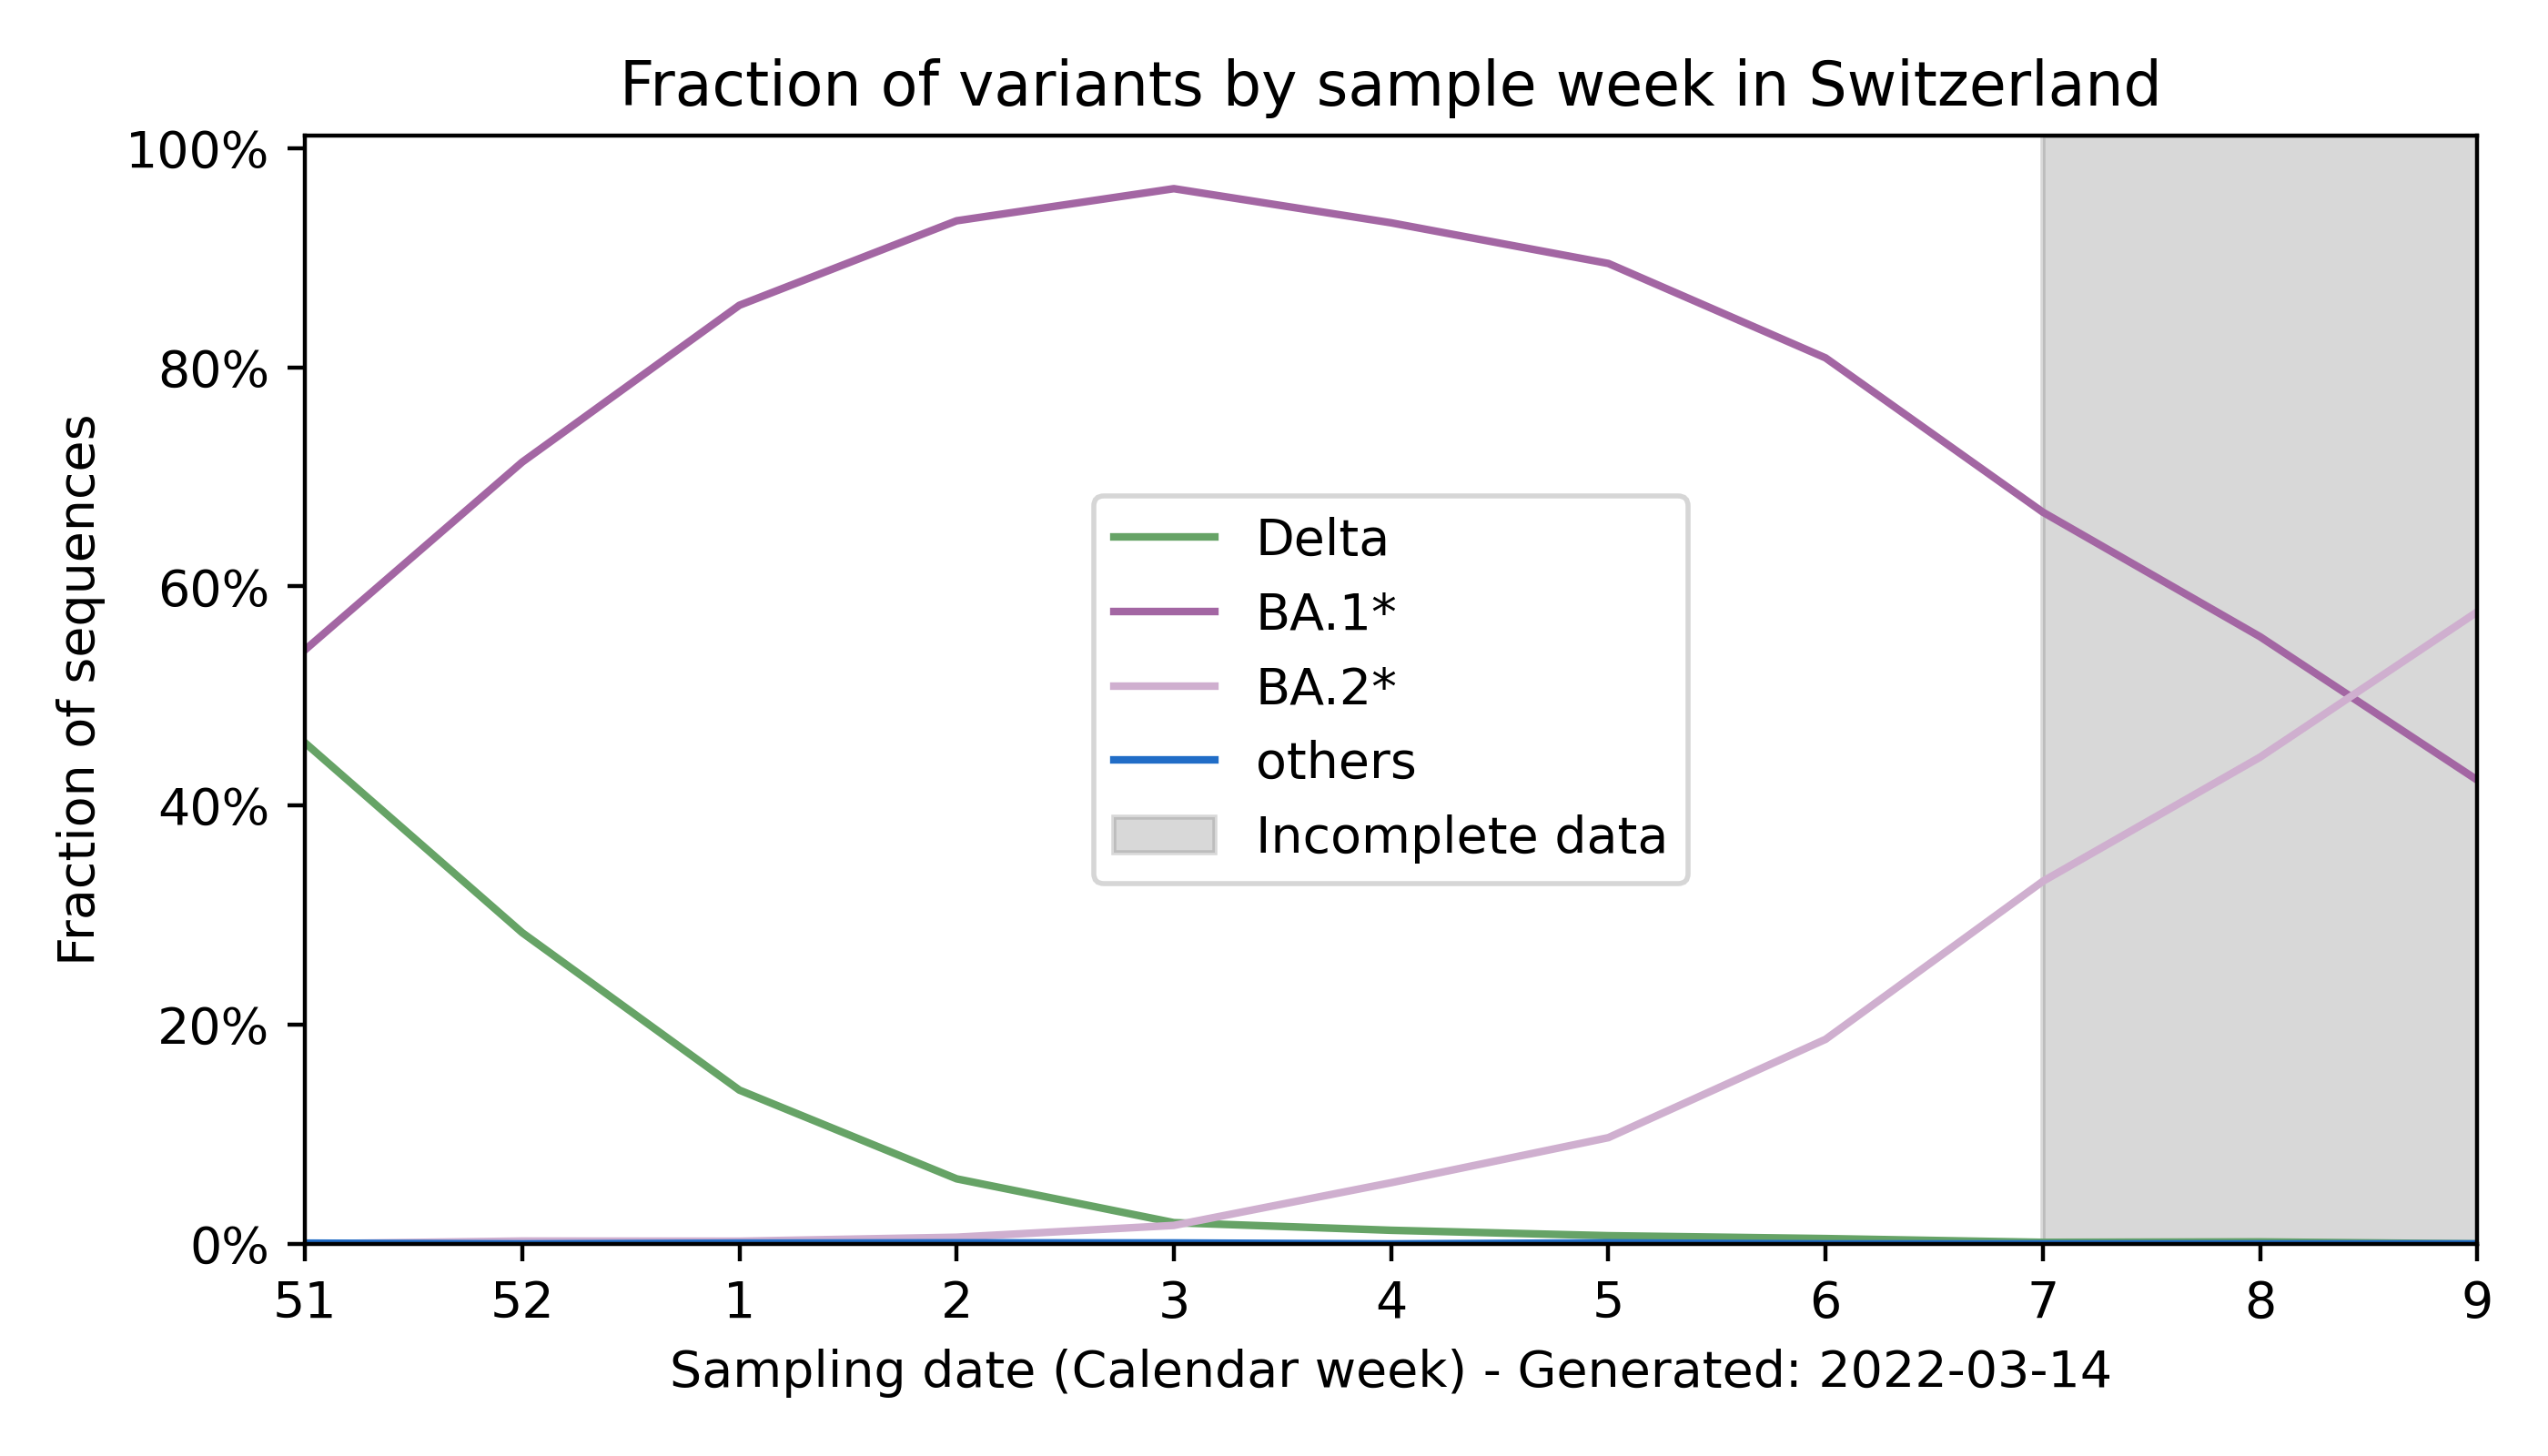 Fraction of variants by sample week in Switzerland
100%
80%
60%
40%
20%
0%
Fraction of sequences
Delta
BA.1*
BA.2*
others
Incomplete data
51 52 1 2 3 4 5 6 7 8 9
Sampling date (Calendar week) - Generated: 2022-03-14